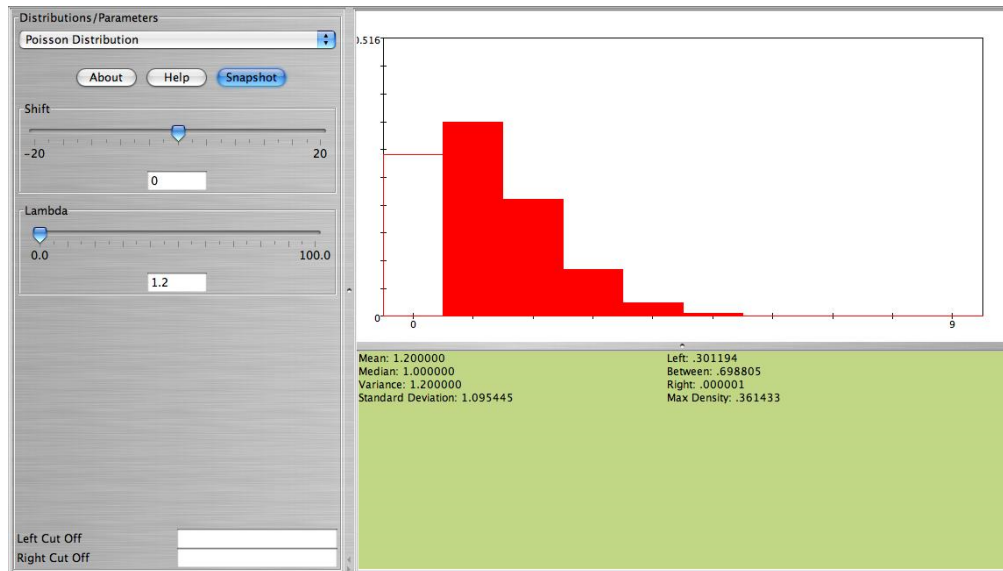 Distributions/Parameters
Poisson Distribution
About Help Snapshot
Shift
-20 20
0
Lambda
0.0 100.0
1.2
Left Cut Off
Right Cut Off
0.516
0
0 9
Mean: 1.200000
Median: 1.000000
Variance: 1.200000
Standard Deviation: 1.095445
Left: .301194
Between: .698805
Right: .000001
Max Density: .361433